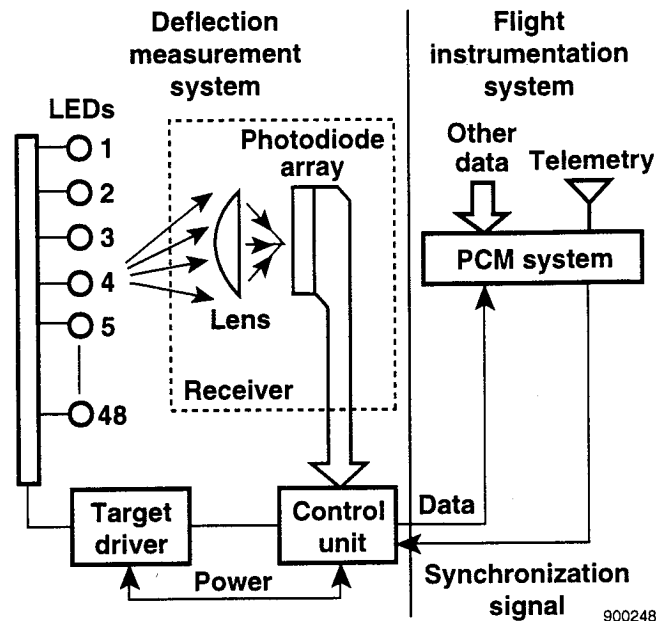 Deflection
measurement
system
Flight
instrumentation
system
LEDs
1
2
3
4
5
48
Photodiode
array
Lens
Receiver
Other
data
Telemetry
PCM system
Target
driver
Control
unit
Data
Power
Synchronization
signal
900248